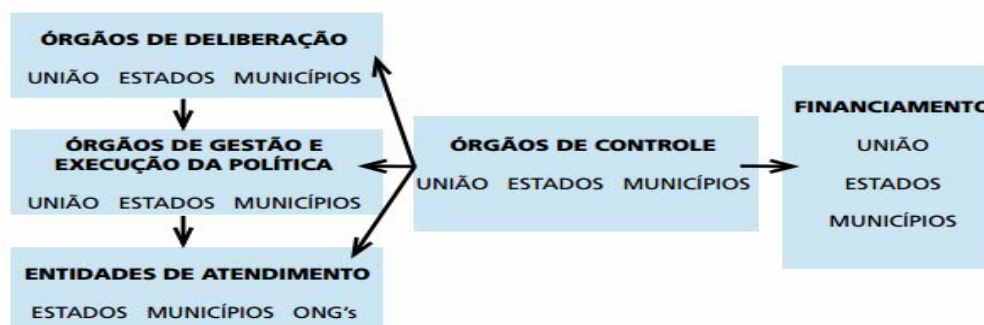 ÓRGÃOS DE DELIBERAÇÃO
UNIÃO ESTADOS MUNICÍPIOS
ÓRGÃOS DE GESTÃO E
EXECUÇÃO DA POLÍTICA
UNIÃO ESTADOS MUNICÍPIOS
ENTIDADES DE ATENDIMENTO
ESTADOS MUNICÍPIOS ONG's
ÓRGÃOS DE CONTROLE
UNIÃO ESTADOS MUNICÍPIOS
FINANCIAMENTO
UNIÃO
ESTADOS
MUNICÍPIOS